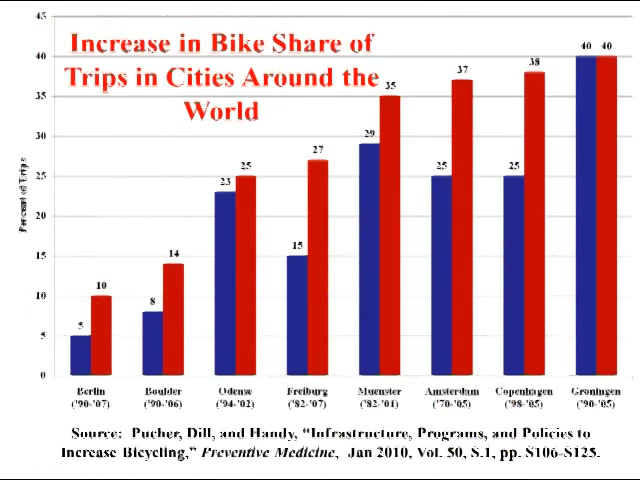 Increase in Bike Share of
Trips in Cities Around the
World
45
40
35
30
25
20
15
10
5
0
Percent of Trips
5 10
8 14
23 25
15 27
29 35
25 37
25 38
40 40
Berlin Boulder Odense Freiburg Muenster Amsterdam Copenhagen Groningen
('90-'07) ('90-'06) ('94-'02) ('82-'07) ('82-'01) ('70-'05) ('98-'05) ('90-'05)
Source: Pucher, Dill, and Handy, “Infrastructure, Programs, and Policies to
Increase Bicycling,” Preventive Medicine, Jan 2010, Vol. 50, S.1, pp. S106-S125.